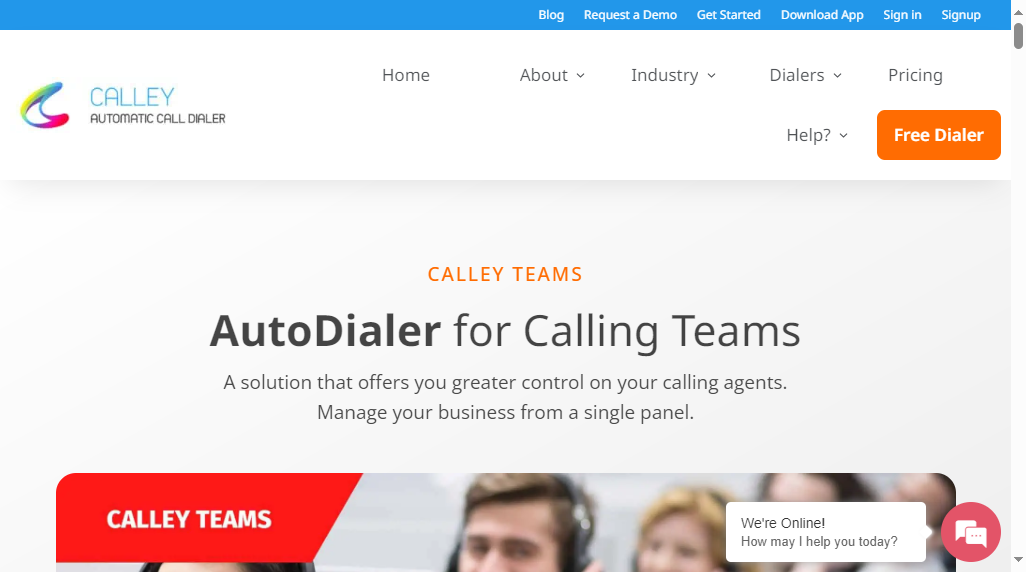 Blog Request a Demo Get Started Download App Sign in Signup
CALLEY
AUTOMATIC CALL DIALER
Home About Industry Dialers Pricing
Help? Free Dialer
CALLEY TEAMS
AutoDialer for Calling Teams
A solution that offers you greater control on your calling agents.
Manage your business from a single panel.
CALLEY TEAMS
We're Online!
How may I help you today?